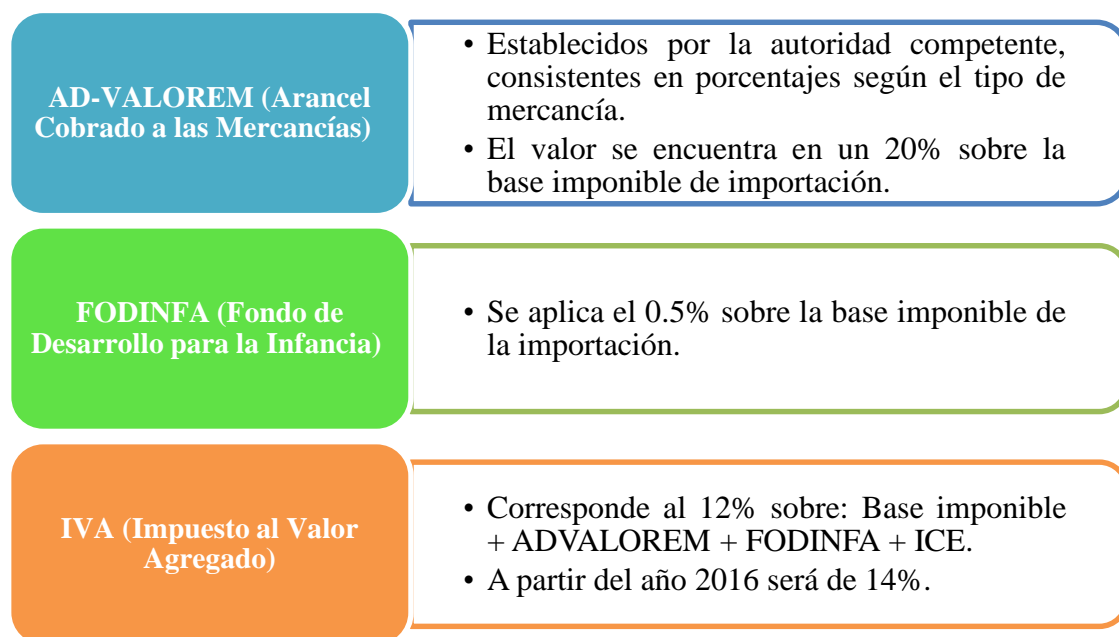 AD-VALOREM (Arancel
Cobrado a las Mercancías)
• Establecidos por la autoridad competente,
consistentes en porcentajes según el tipo de
mercancía.
• El valor se encuentra en un 20% sobre la
base imponible de importación.
FODINFA (Fondo de
Desarrollo para la Infancia)
• Se aplica el 0.5% sobre la base imponible de
la importación.
IVA (Impuesto al Valor
Agregado)
• Corresponde al 12% sobre: Base imponible
+ ADVALOREM + FODINFA + ICE.
• A partir del año 2016 será de 14%.